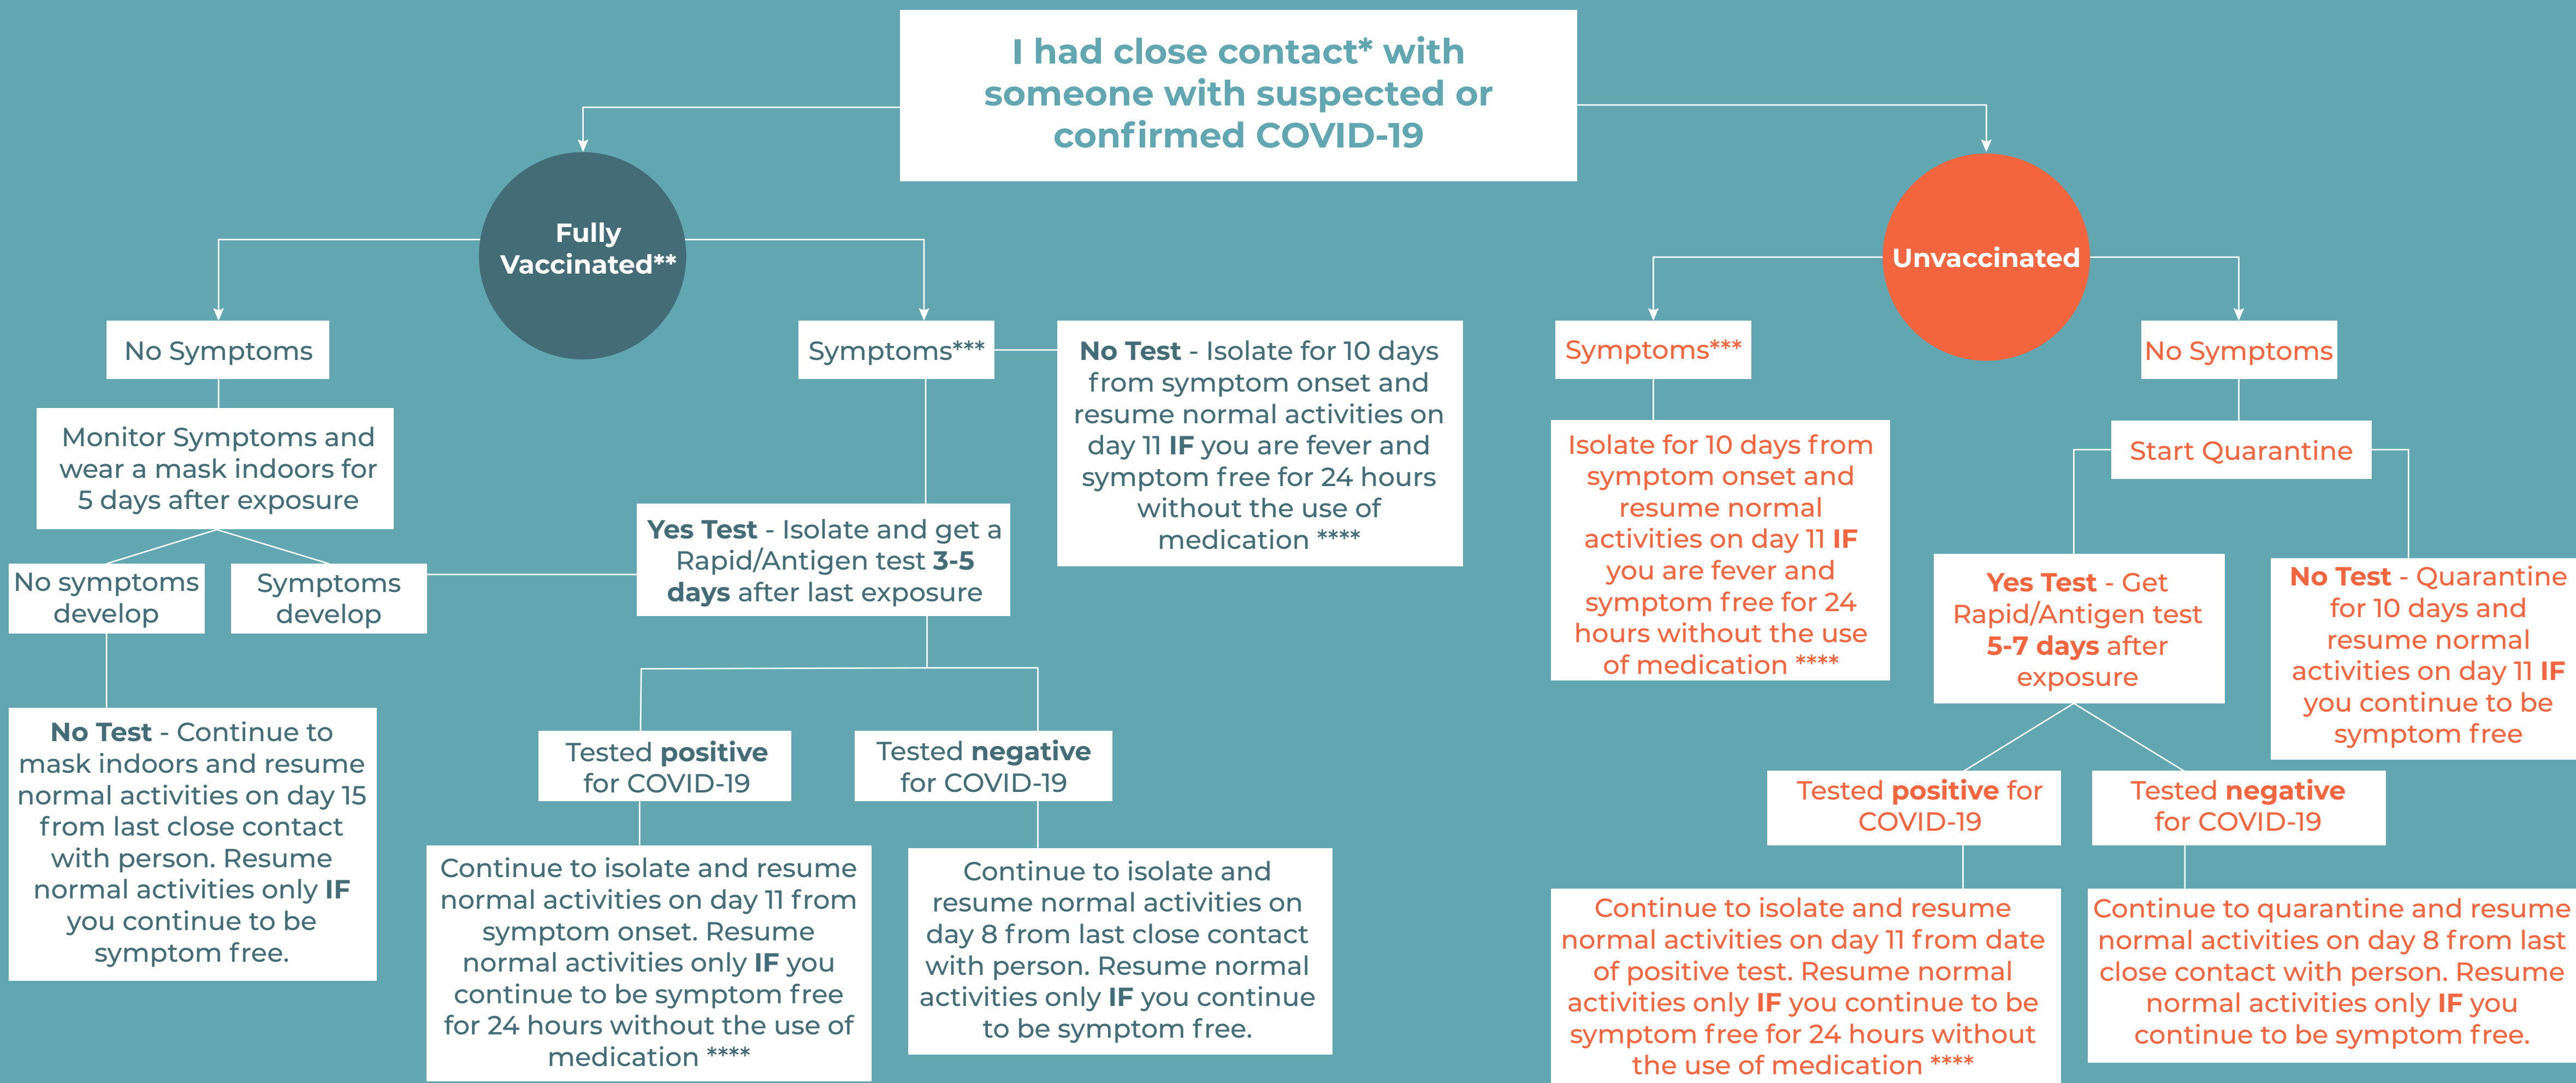 I had close contact* with
someone with suspected or
confirmed COVID-19
Fully
Vaccinated**
No Symptoms
Monitor Symptoms and
wear a mask indoors for
5 days after exposure
No symptoms
develop
Symptoms
develop
No Test - Continue to
mask indoors and resume
normal activities on day 15
from last close contact
with person. Resume
normal activities only IF
you continue to be
symptom free.
Symptoms***
No Test - Isolate for 10 days
from symptom onset and
resume normal activities on
day 11 IF you are fever and
symptom free for 24 hours
without the use of
medication ****
Yes Test - Isolate and get a
Rapid/Antigen test 3-5
days after last exposure
Tested positive
for COVID-19
Continue to isolate and resume
normal activities on day 11 from
symptom onset. Resume
normal activities only IF you
continue to be symptom free
for 24 hours without the use of
medication ****
Tested negative
for COVID-19
Continue to isolate and
resume normal activities on
day 8 from last close contact
with person. Resume normal
activities only IF you continue
to be symptom free.
Unvaccinated
Symptoms***
Isolate for 10 days from
symptom onset and
resume normal
activities on day 11 IF
you are fever and
symptom free for 24
hours without the use
of medication ****
No Symptoms
Start Quarantine
Yes Test - Get
Rapid/Antigen test
5-7 days after
exposure
No Test - Quarantine
for 10 days and
resume normal
activities on day 11 IF
you continue to be
symptom free
Tested positive for
COVID-19
Continue to isolate and resume
normal activities on day 11 from date
of positive test. Resume normal
activities only IF you continue to be
symptom free for 24 hours without
the use of medication ****
Tested negative
for COVID-19
Continue to quarantine and resume
normal activities on day 8 from last
close contact with person. Resume
normal activities only IF you
continue to be symptom free.